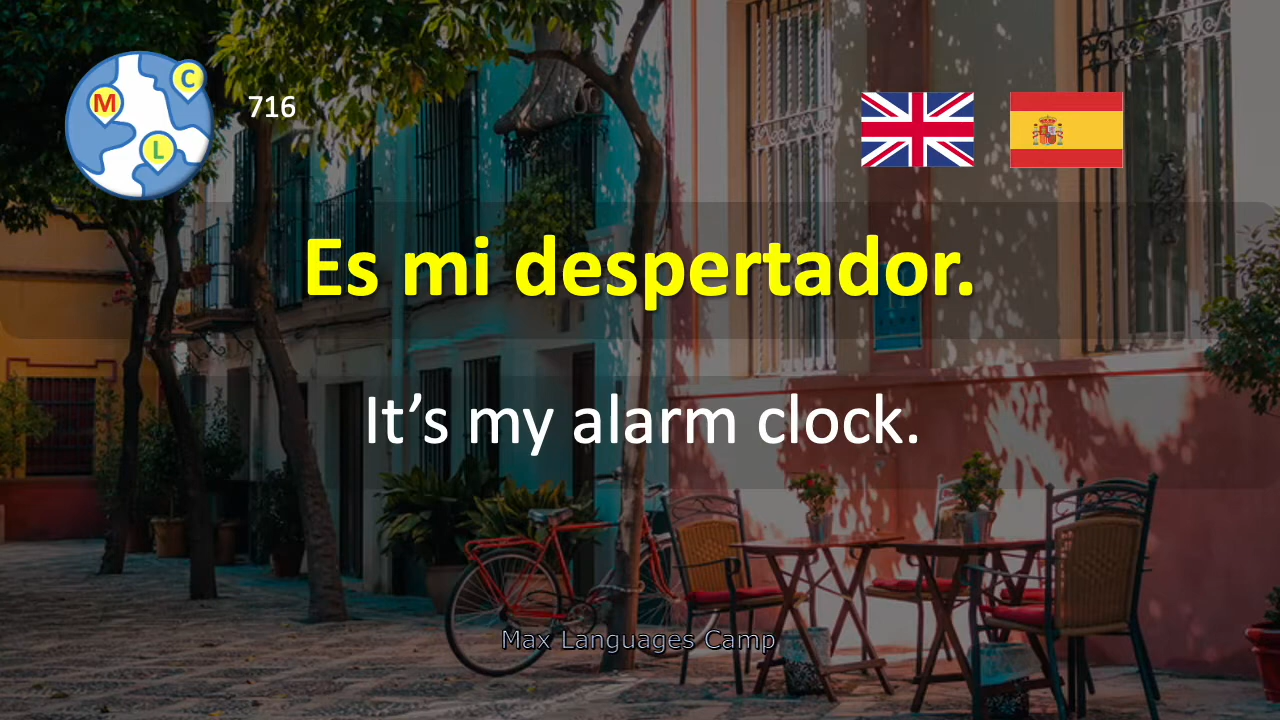 M
C
L
716
Es mi despertador.
It’s my alarm clock.
Max Languages Camp